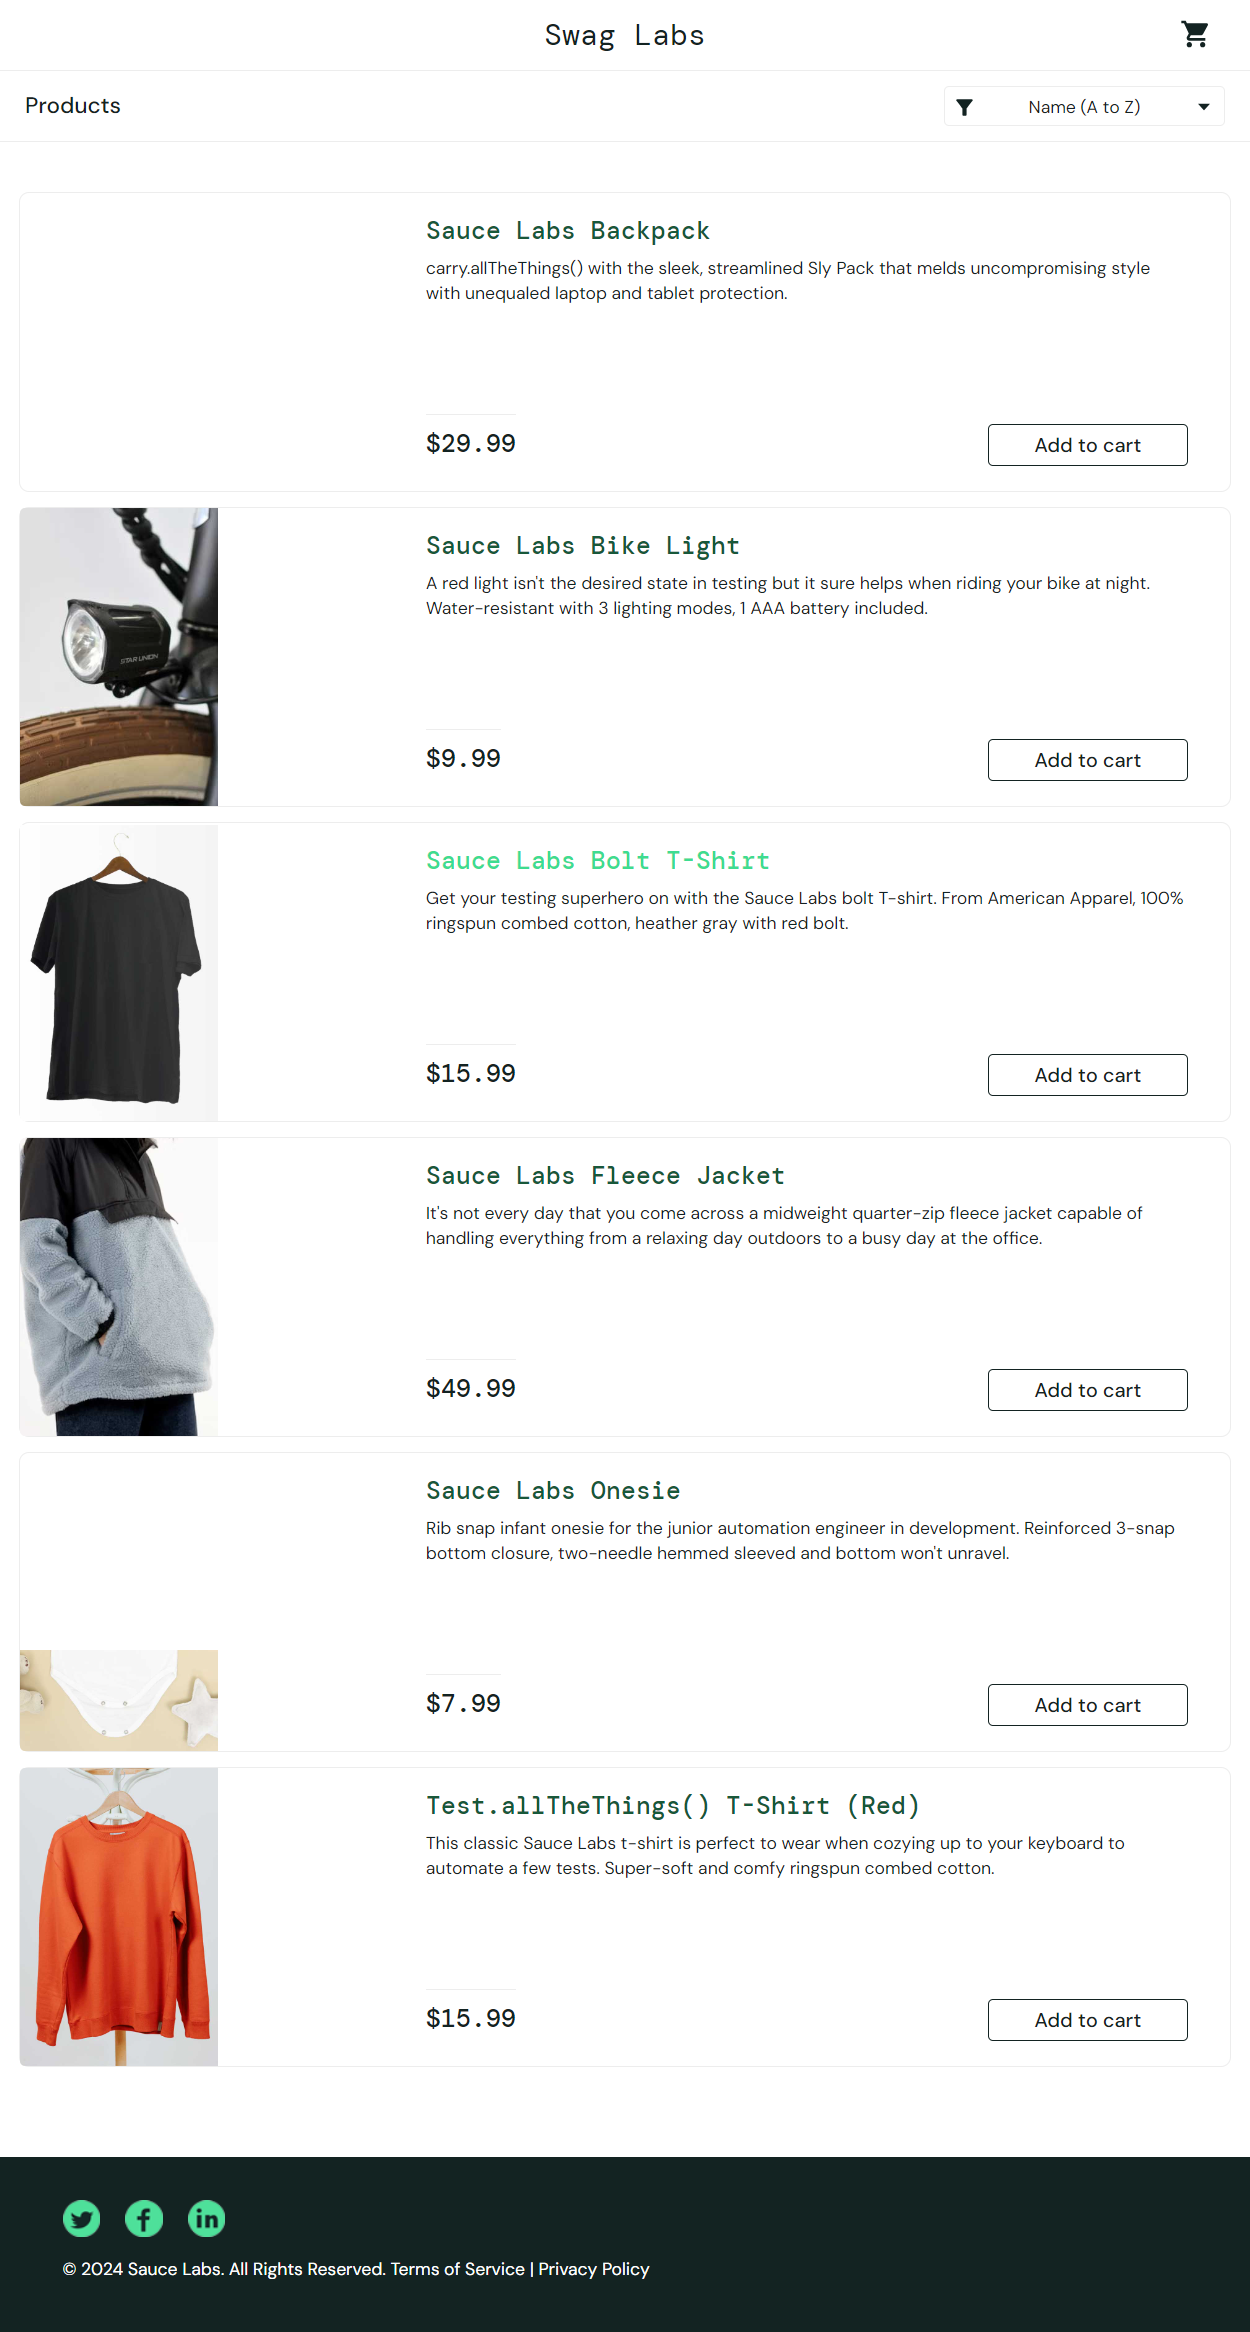 Swag Labs
Products
Name (A to Z)
Sauce Labs Backpack
carry.allTheThings() with the sleek, streamlined Sly Pack that melds uncompromising style
with unequaled laptop and tablet protection.
$29.99
Add to cart
STAR UNION
Sauce Labs Bike Light
A red light isn't the desired state in testing but it sure helps when riding your bike at night.
Water-resistant with 3 lighting modes, 1 AAA battery included.
$9.99
Add to cart
Sauce Labs Bolt T-Shirt
Get your testing superhero on with the Sauce Labs bolt T-shirt. From American Apparel, 100%
ringspun combed cotton, heather gray with red bolt.
$15.99
Add to cart
Sauce Labs Fleece Jacket
It's not every day that you come across a midweight quarter-zip fleece jacket capable of
handling everything from a relaxing day outdoors to a busy day at the office.
$49.99
Add to cart
Sauce Labs Onesie
Rib snap infant onesie for the junior automation engineer in development. Reinforced 3-snap
bottom closure, two-needle hemmed sleeved and bottom won't unravel.
$7.99
Add to cart
Test.allTheThings() T-Shirt (Red)
This classic Sauce Labs t-shirt is perfect to wear when cozying up to your keyboard to
automate a few tests. Super-soft and comfy ringspun combed cotton.
$15.99
Add to cart
© 2024 Sauce Labs. All Rights Reserved. Terms of Service | Privacy Policy